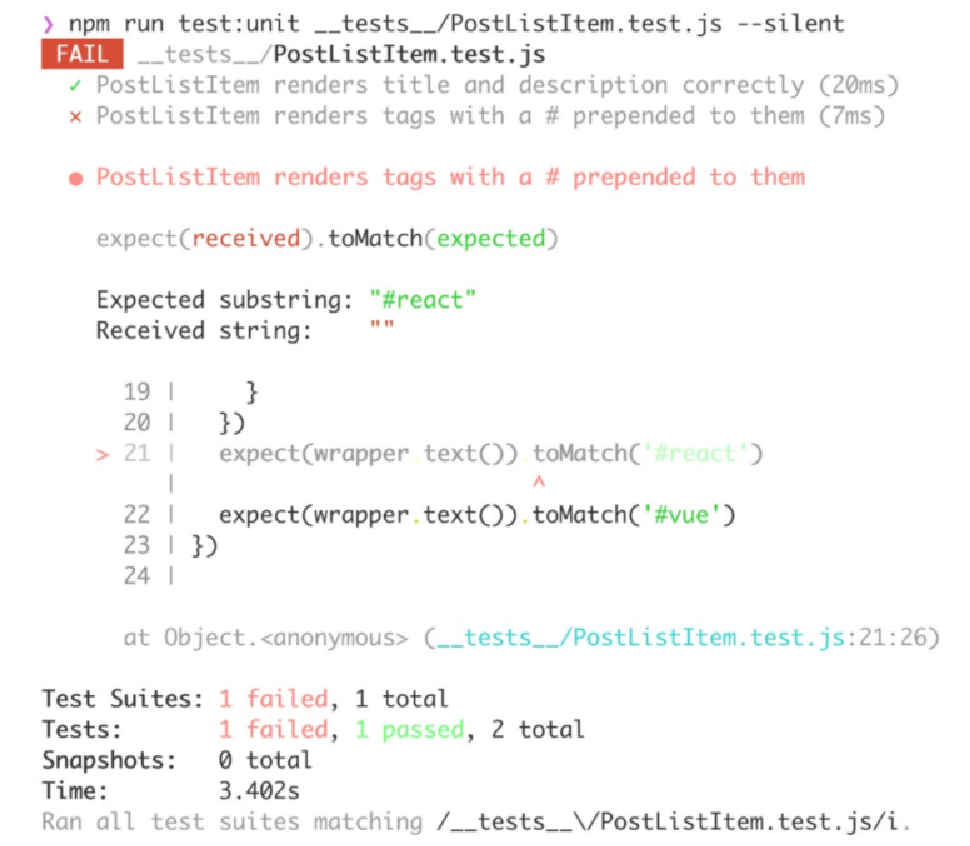 ❯ npm run test:unit __tests__/PostListItem.test.js --silent
FAIL __tests__/PostListItem.test.js
✓ PostListItem renders title and description correctly (20ms)
✕ PostListItem renders tags with a # prepended to them (7ms)
● PostListItem renders tags with a # prepended to them
expect(received).toMatch(expected)
Expected substring: "#react"
Received string:    ""
19 |     }
20 |   })
> 21 |   expect(wrapper.text()).toMatch('#react')
|                          ^
22 |   expect(wrapper.text()).toMatch('#vue')
23 | })
24 |
at Object.<anonymous> (__tests__/PostListItem.test.js:21:26)
Test Suites: 1 failed, 1 total
Tests:       1 failed, 1 passed, 2 total
Snapshots:   0 total
Time:        3.402s
Ran all test suites matching /__tests__\/PostListItem.test.js/i.